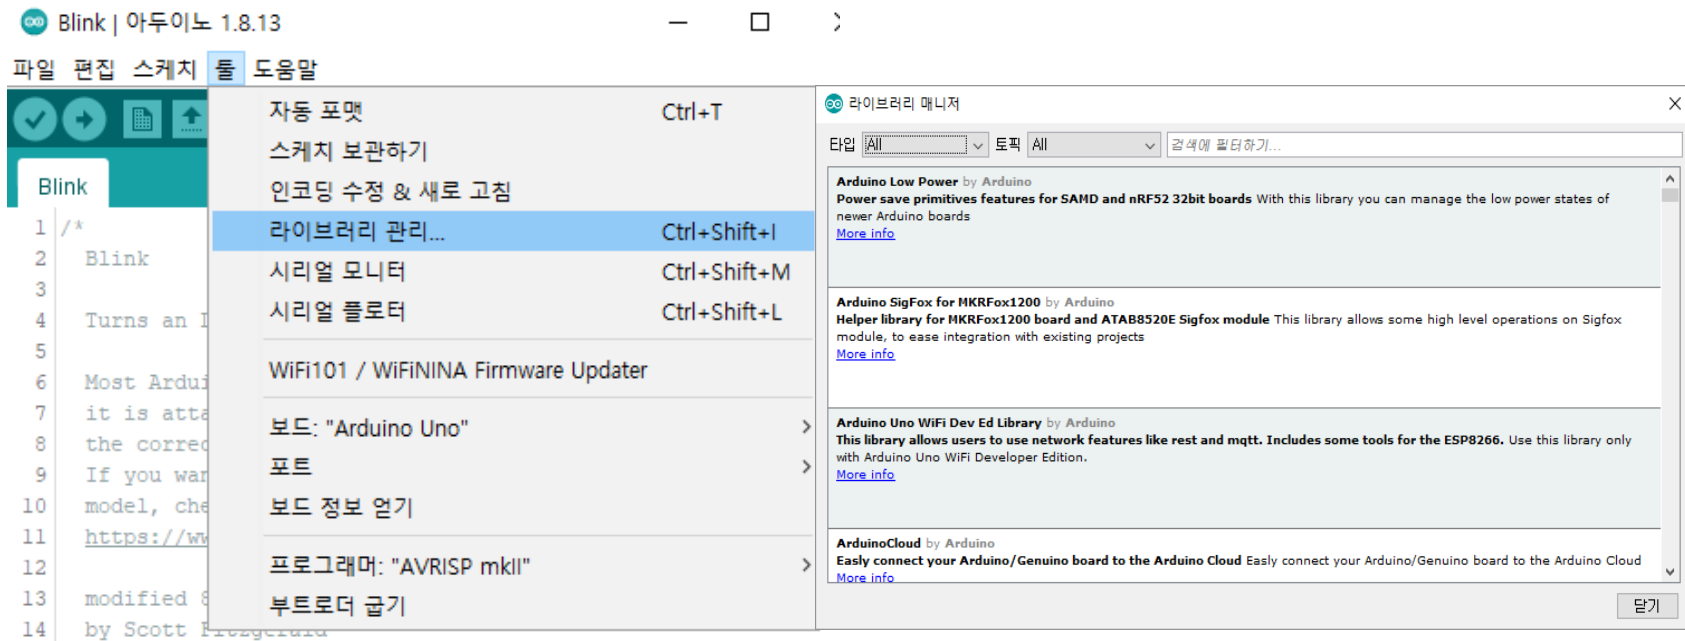 Blink | 아두이노 1.8.13
파일 편집 스케치 툴 도움말
Blink
1 /*
2 Blink
3
4 Turns an
5
6 Most Ardui
7 it is atta
8 the correc
9 If you wan
10 model, che
11 https://ww
12
13 modified 8
14 by Scott Fitzgerald
자동 포맷 Ctrl+T
스케치 보관하기
인코딩 수정 & 새로 고침
라이브러리 관리... Ctrl+Shift+I
시리얼 모니터 Ctrl+Shift+M
시리얼 플로터 Ctrl+Shift+L
WiFi101 / WiFiNINA Firmware Updater
보드: "Arduino Uno"
포트
보드 정보 얻기
프로그래머: "AVRISP mkII"
부트로더 굽기
라이브러리 매니저
타입 All 토픽 All 검색에 필터하기...
Arduino Low Power by Arduino
Power save primitives features for SAMD and nRF52 32bit boards With this library you can manage the low power states of
newer Arduino boards
More info
Arduino SigFox for MKRFox1200 by Arduino
Helper library for MKRFox1200 board and ATAB8520E Sigfox module This library allows some high level operations on Sigfox
module, to ease integration with existing projects
More info
Arduino Uno WiFi Dev Ed Library by Arduino
This library allows users to use network features like rest and mqtt. Includes some tools for the ESP8266. Use this library only
with Arduino Uno WiFi Developer Edition.
More info
ArduinoCloud by Arduino
Easly connect your Arduino/Genuino board to the Arduino Cloud Easly connect your Arduino/Genuino board to the Arduino Cloud
More info
닫기